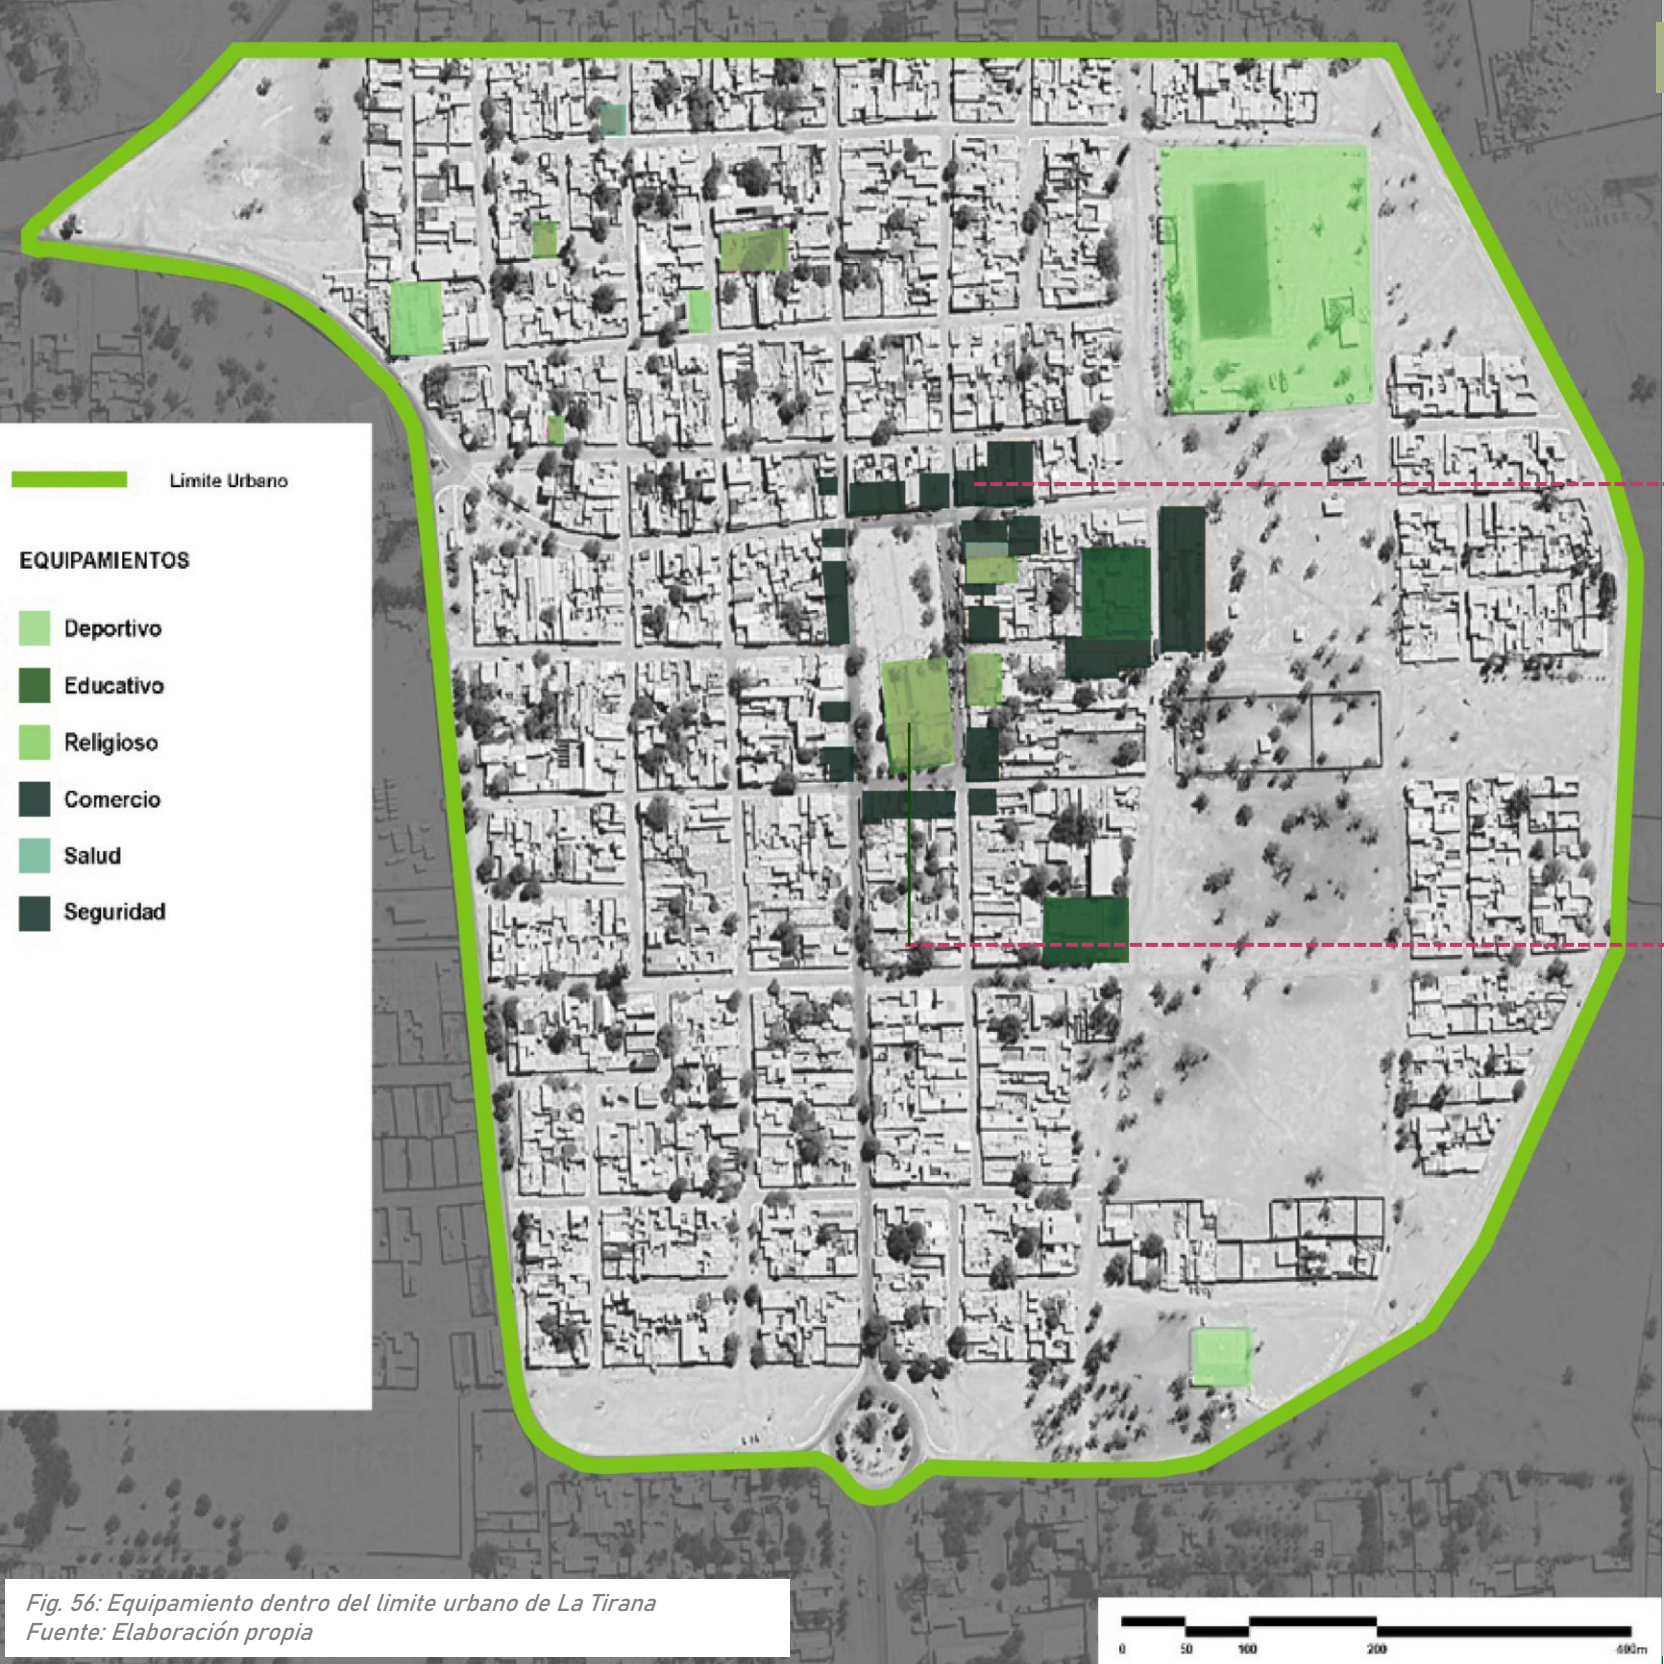 Límite Urbano
EQUIPAMIENTOS
Deportivo
Educativo
Religioso
Comercio
Salud
Seguridad
Fig. 56: Equipamiento dentro del limite urbano de La Tirana
Fuente: Elaboración propia
0 50 100 200 400m